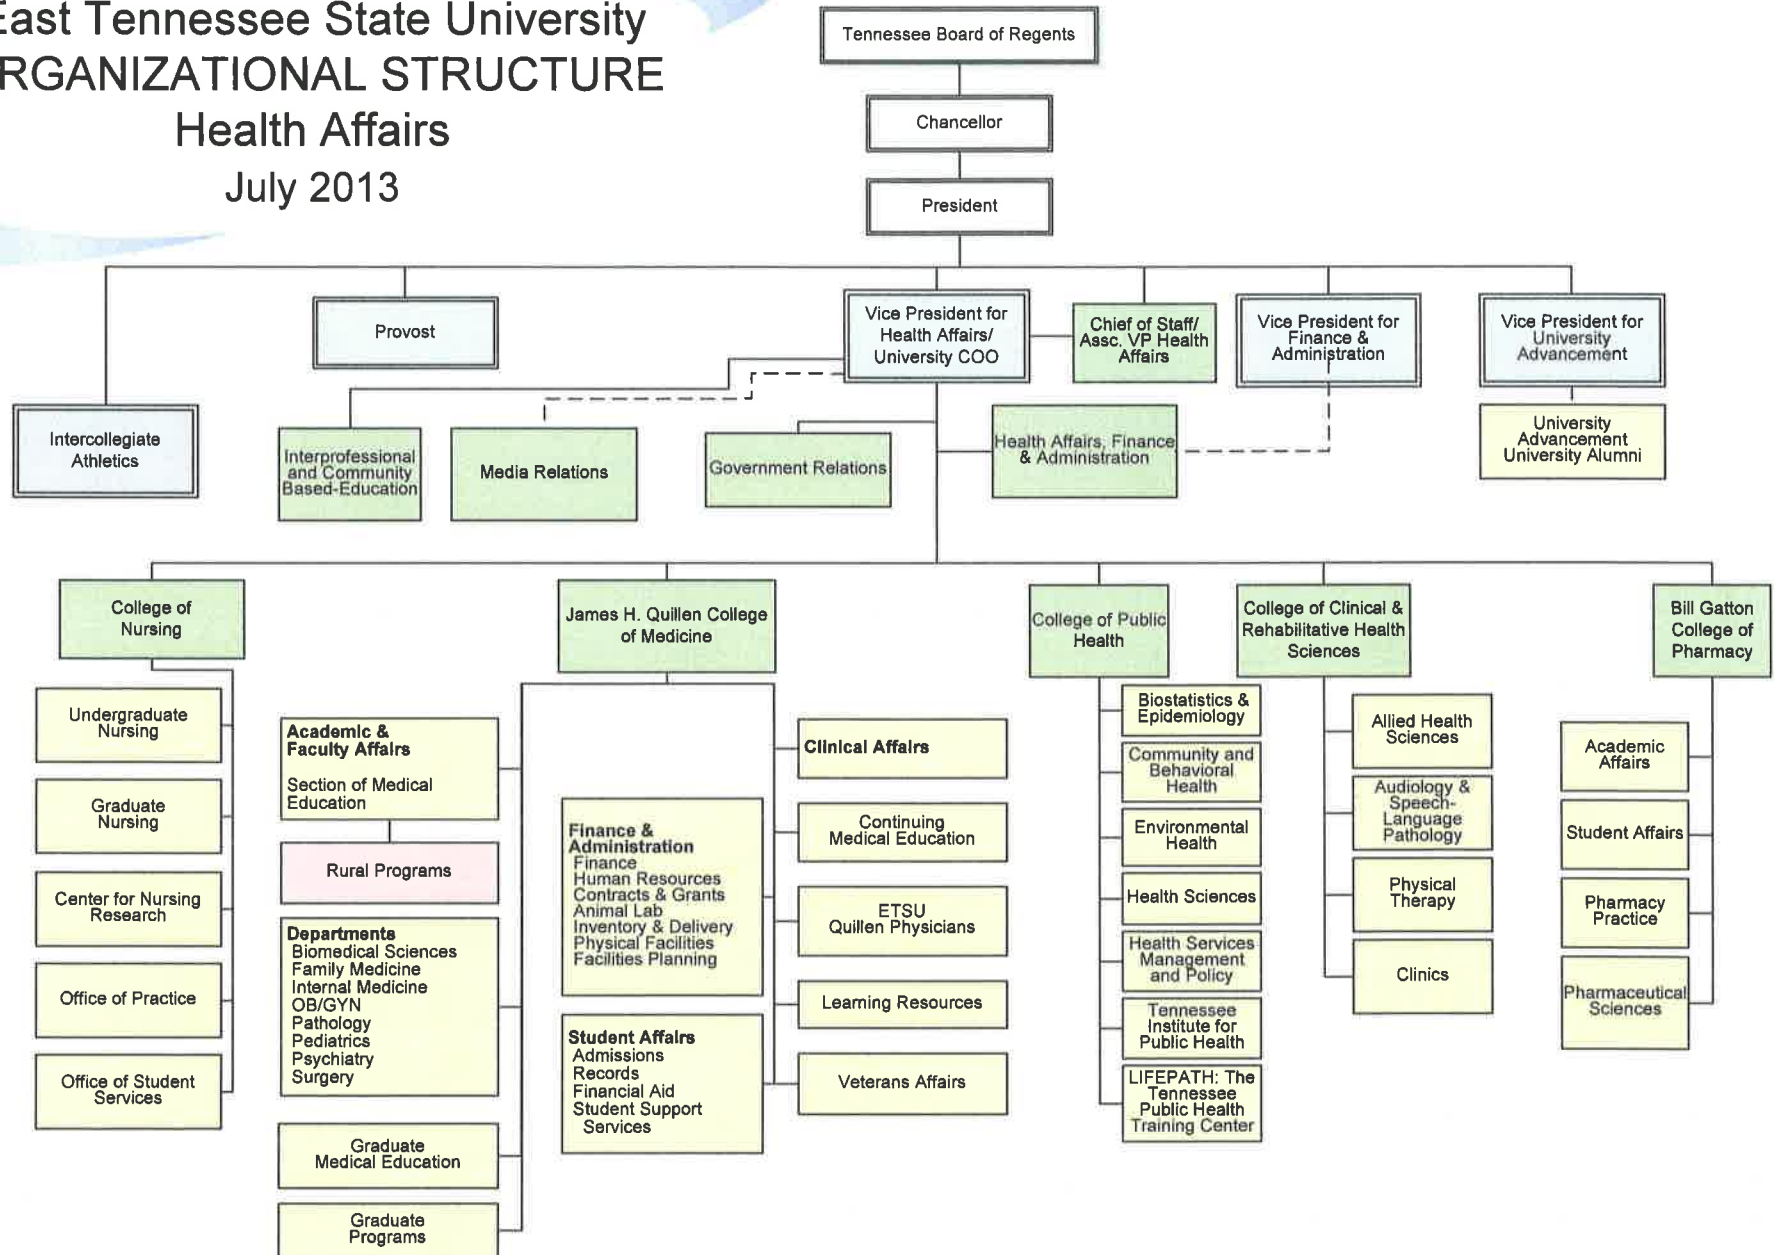 East Tennessee State University
RGANIZATIONAL STRUCTURE
Health Affairs
July 2013
Tennessee Board of Regents
Chancellor
President
Intercollegiate
Athletics
Provost
Vice President for
Health Affairs/
University COO
Chief of Staff/
Assc. VP Health
Affairs
Vice President for
Finance &
Administration
Vice President for
University
Advancement
Interprofessional
and Community
Based-Education
Media Relations
Government Relations
Health Affairs, Finance
& Administration
University
Advancement
University Alumni
College of
Nursing
Undergraduate
Nursing
Graduate
Nursing
Center for Nursing
Research
Office of Practice
Office of Student
Services
James H. Quillen College
of Medicine
Academic &
Faculty Affairs
Section of Medical
Education
Rural Programs
Departments
Biomedical Sciences
Family Medicine
Internal Medicine
OB/GYN
Pathology
Pediatrics
Psychiatry
Surgery
Graduate
Medical Education
Graduate
Programs
Finance &
Administration
Finance
Human Resources
Contracts & Grants
Animal Lab
Inventory & Delivery
Physical Facilities
Facilities Planning
Student Affairs
Admissions
Records
Financial Aid
Student Support
Services
Clinical Affairs
Continuing
Medical Education
ETSU
Quillen Physicians
Learning Resources
Veterans Affairs
College of Public
Health
Biostatistics &
Epidemiology
Community and
Behavioral
Health
Environmental
Health
Health Sciences
Health Services
Management
and Policy
Tennessee
Institute for
Public Health
LIFEPATH: The
Tennessee
Public Health
Training Center
College of Clinical &
Rehabilitative Health
Sciences
Allied Health
Sciences
Audiology &
Speech-
Language
Pathology
Physical
Therapy
Clinics
Bill Gatton
College of
Pharmacy
Academic
Affairs
Student Affairs
Pharmacy
Practice
Pharmaceutical
Sciences